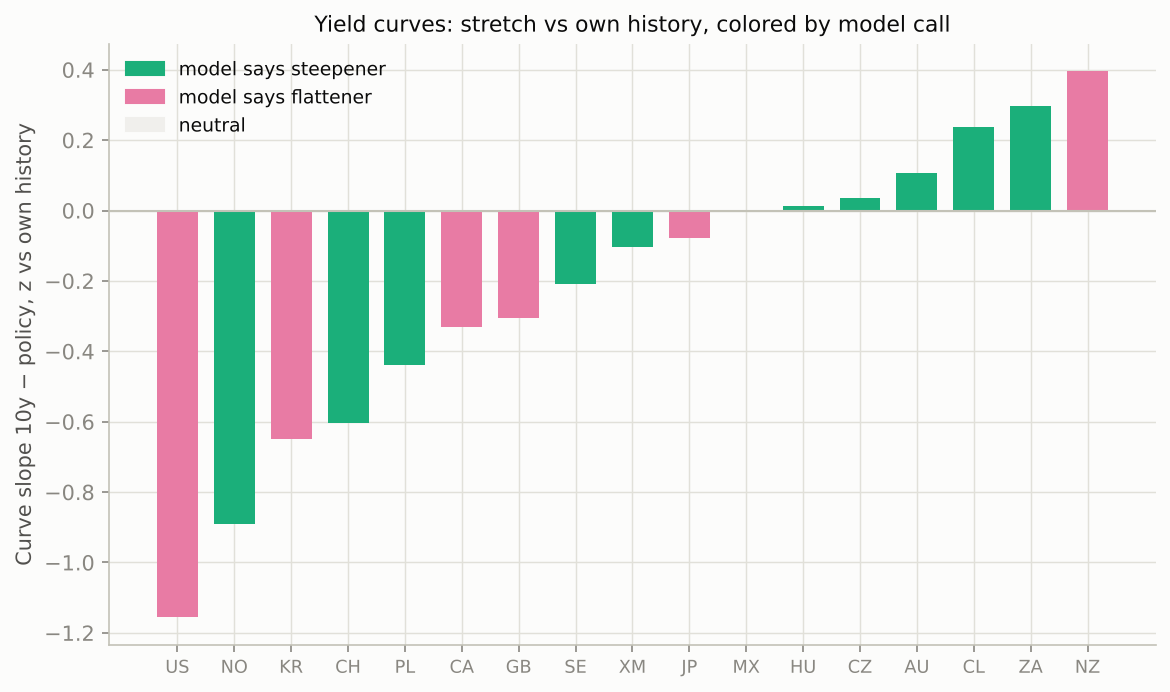 Yield curves: stretch vs own history, colored by model call
model says steepener
model says flattener
neutral
Curve slope 10y − policy, z vs own history
0.4
0.2
0.0
−0.2
−0.4
−0.6
−0.8
−1.0
−1.2
US NO KR CH PL CA GB SE XM JP MX HU CZ AU CL ZA NZ